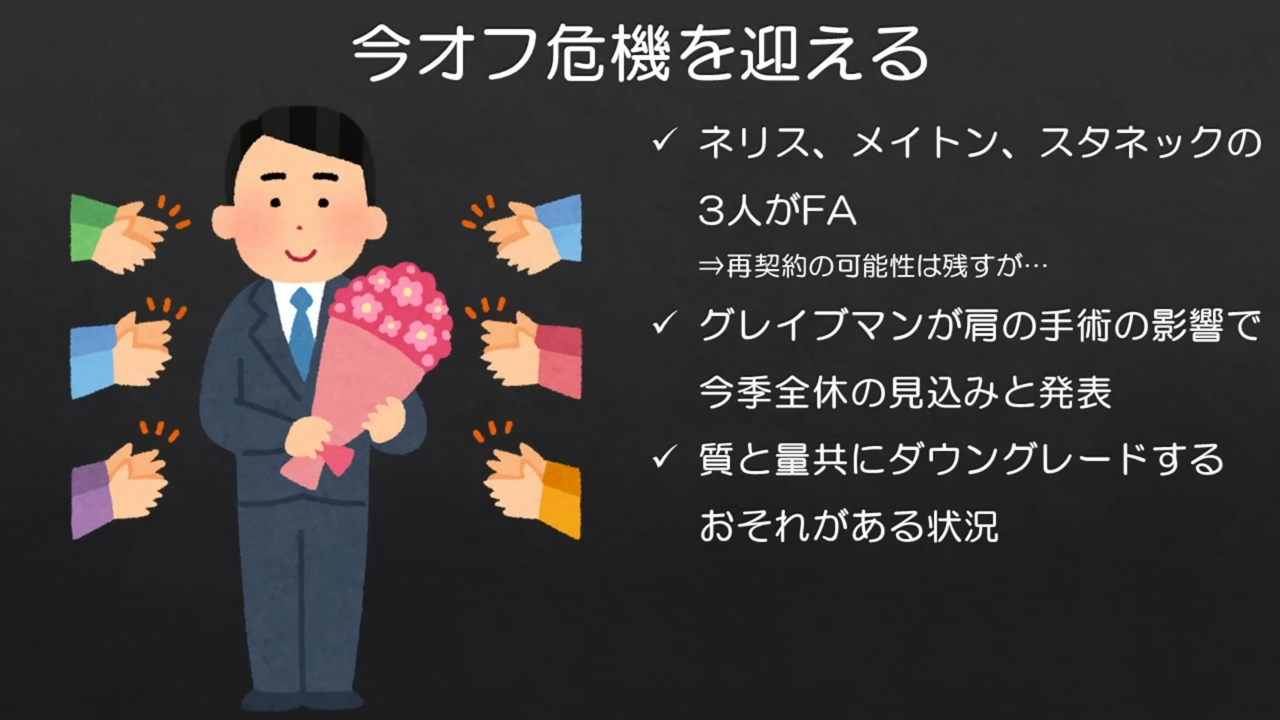 今オフ危機を迎える
✓ ネリス、メイトン、スタネックの
3人がFA
⇒再契約の可能性は残すが…
✓ グレイブマンが肩の手術の影響で
今季全休の見込みと発表
✓ 質と量共にダウングレードする
おそれがある状況